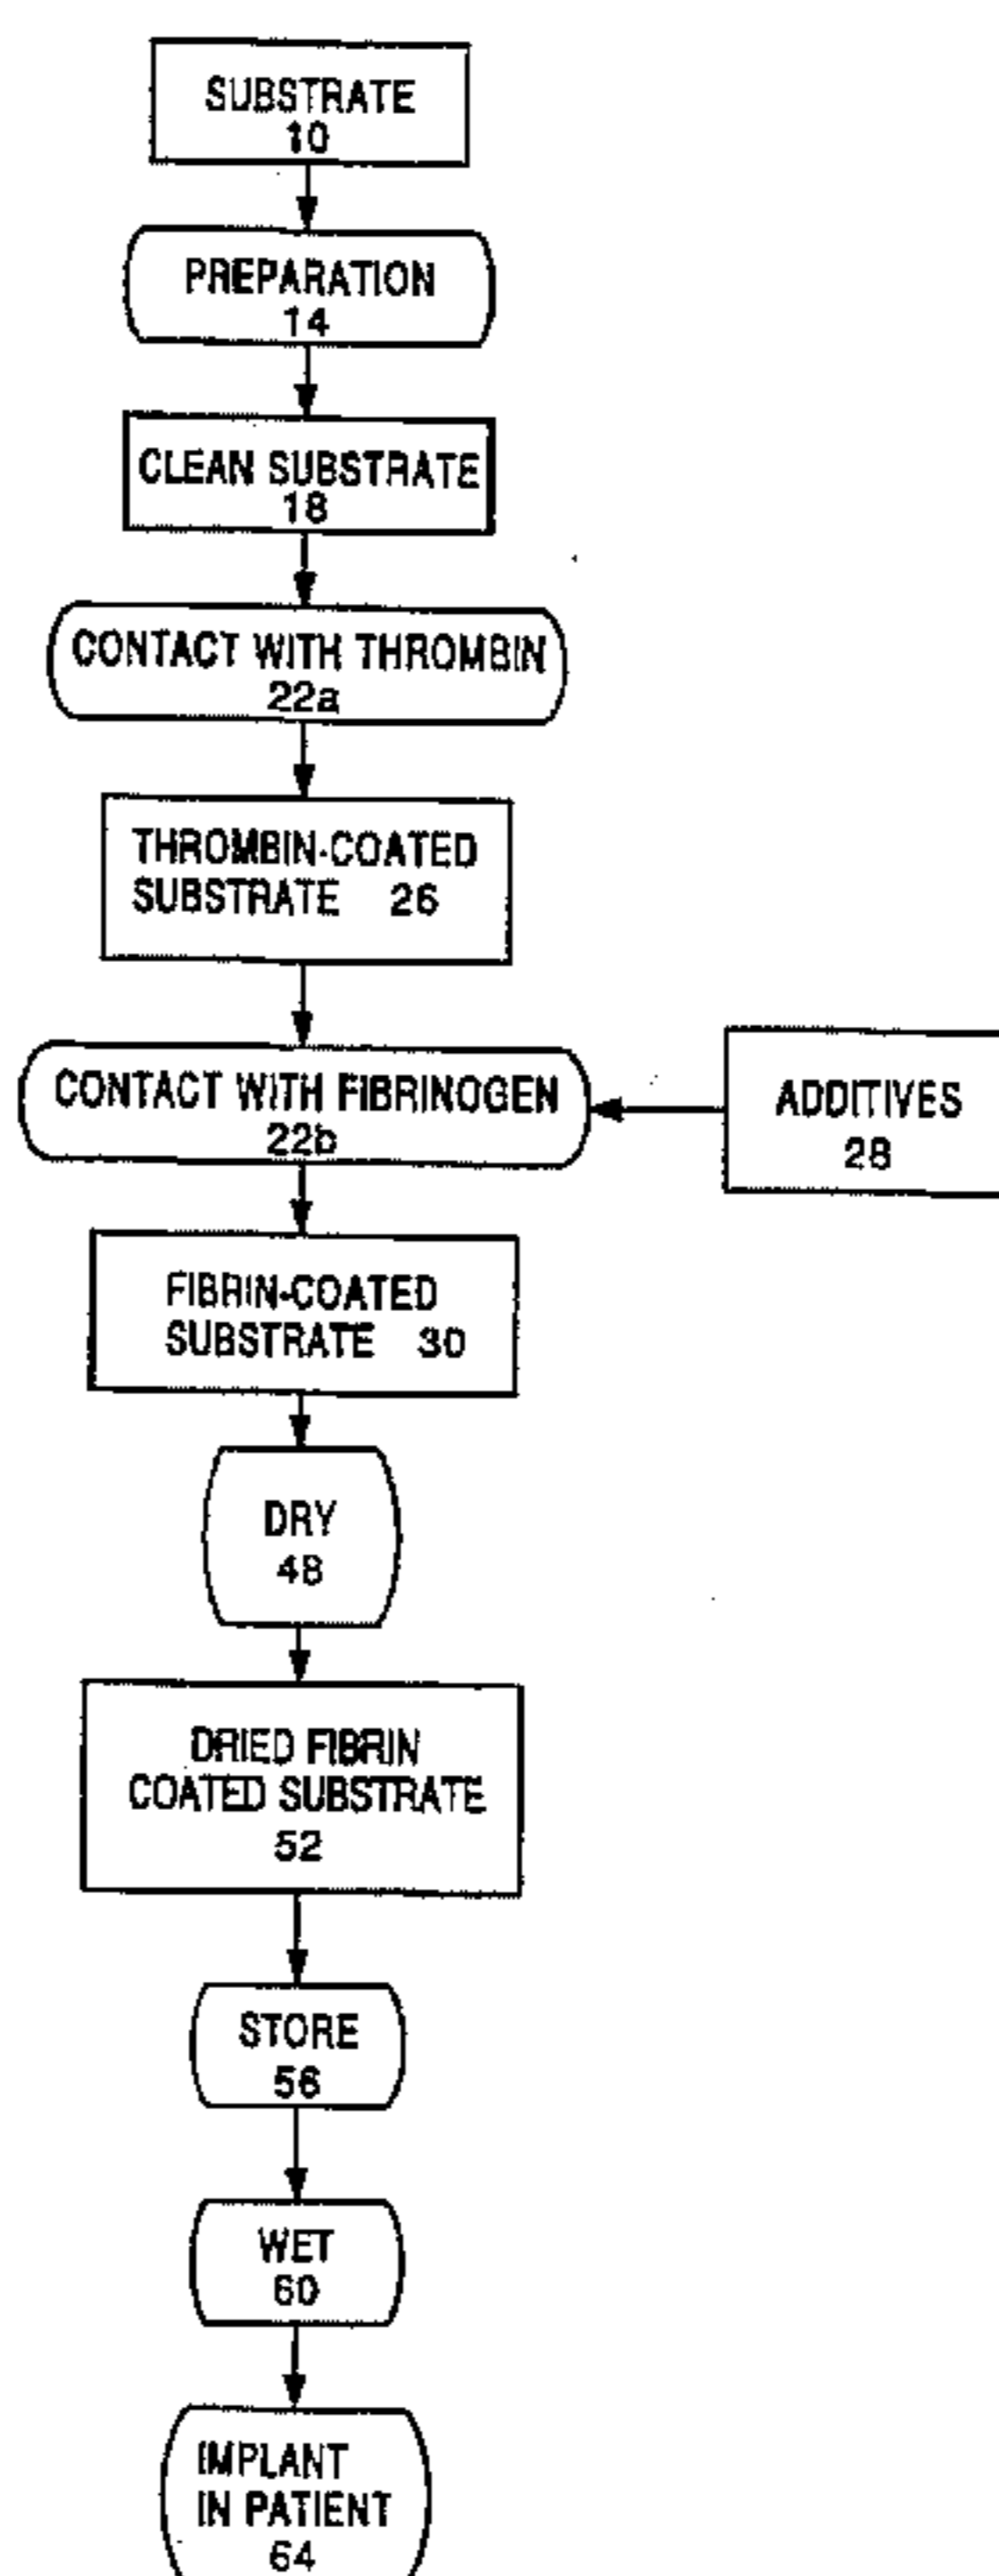 SUBSTRATE
10
PREPARATION
14
CLEAN SUBSTRATE
18
CONTACT WITH THROMBIN
22a
THROMBIN-COATED
SUBSTRATE 26
CONTACT WITH FIBRINOGEN
22b
ADDITIVES
28
FIBRIN-COATED
SUBSTRATE 30
DRY
48
DRIED FIBRIN
COATED SUBSTRATE
52
STORE
56
WET
60
IMPLANT
IN PATIENT
64